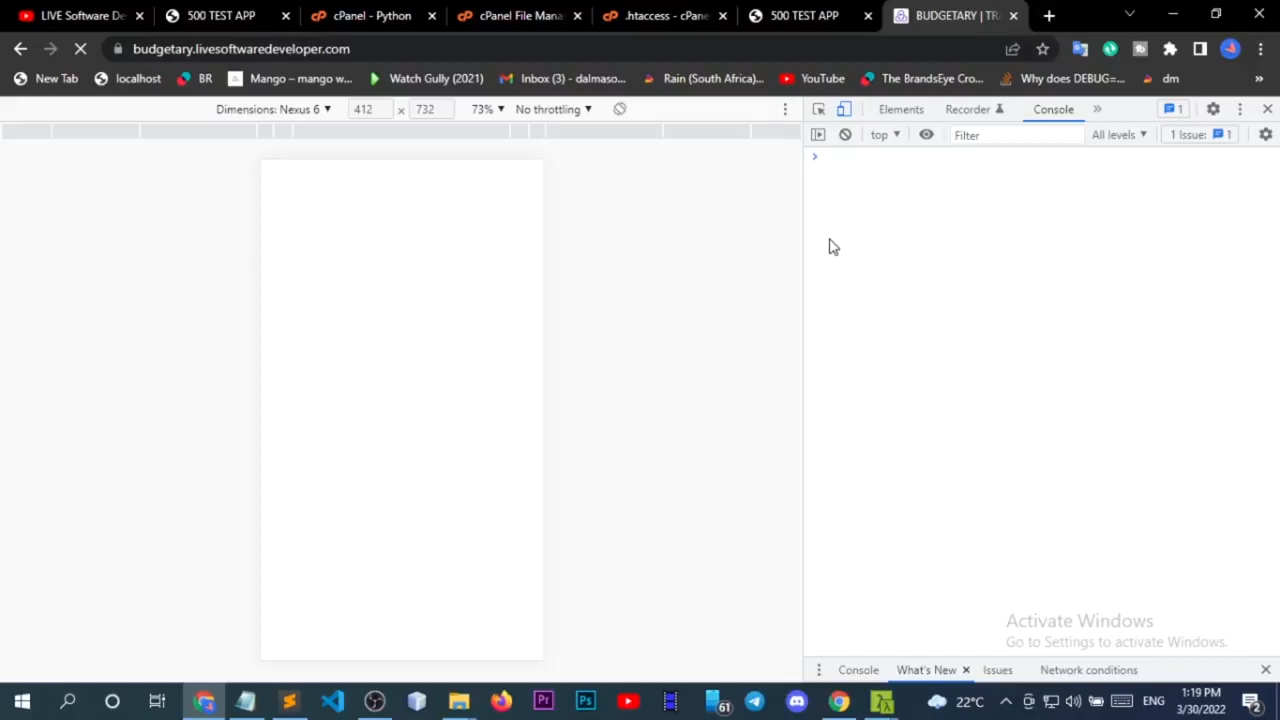 LIVE Software De
500 TEST APP
cPanel - Python
cPanel File Mana
.htaccess - cPane
500 TEST APP
BUDGETARY | TRA
budgetary.livesoftwaredeveloper.com
New Tab
localhost
BR
Mango – mango w...
Watch Gully (2021)
Inbox (3) - dalmaso...
Rain (South Africa)...
YouTube
The BrandsEye Cro...
Why does DEBUG=...
dm
»
Dimensions: Nexus 6 ▼
412 x 732
73% ▼
No throttling ▼
Elements
Recorder
Console
»
1
top ▼
Filter
All levels ▼
1 Issue: 1
Activate Windows
Go to Settings to activate Windows.
Console
What's New
Issues
Network conditions
Pr
Ps
61
22°C
ENG
1:19 PM
3/30/2022
2